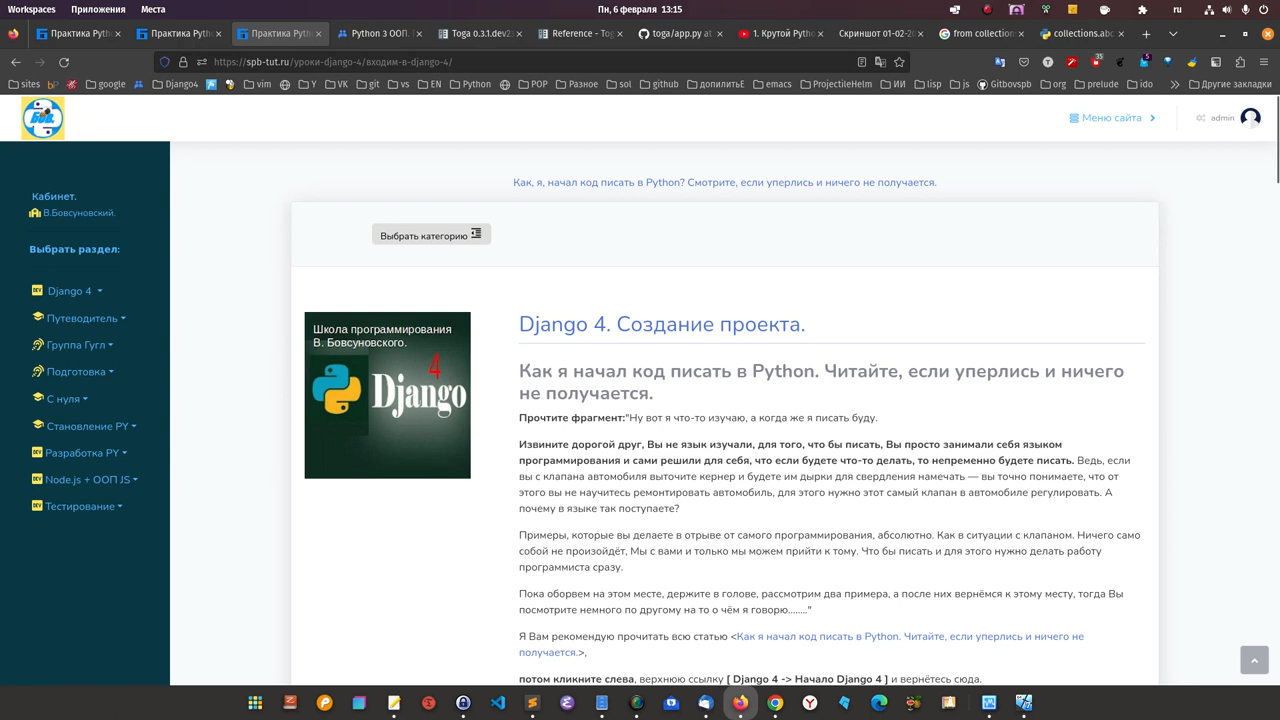 Workspaces Приложения Места Пн, 6 февраля 13:15 ru
Практика Pyth Практика Pyth Практика Pyth Python 3 ООП. Toga 0.3.1.dev2 Reference - Tog toga/app.py at 1. Крутой Pytho Скриншот 01-02-20 from collection collections.abc
https://spb-tut.ru/уроки-django-4/входим-в-django-4/
sites bp google Django4 vim Y VK git vs EN Python POP Разное sol github допилитьБ emacs ProjectileHelm lisp js Gitbovspb org prelude ido Другие закладки
Меню сайта admin
Кабинет.
В.Бовсуновский.
Выбрать раздел:
Django 4
Путеводитель
Группа Гугл
Подготовка
С нуля
Становление PY
Разработка PY
Node.js + ООП JS
Тестирование
Как, я, начал код писать в Python? Смотрите, если уперлись и ничего не получается.
Выбрать категорию
Школа программирования
В. Бовсуновского.
4
Django
Django 4. Создание проекта.
Как я начал код писать в Python. Читайте, если уперлись и ничего
не получается.
Прочтите фрагмент:"Ну вот я что-то изучаю, а когда же я писать буду.
Извините дорогой друг, Вы не язык изучали, для того, что бы писать, Вы просто занимали себя языком
программирования и сами решили для себя, что если будете что-то делать, то непременно будете писать. Ведь, если
вы с клапана автомобиля выточите кернер и будете им дырки для свердления намечать — вы точно понимаете, что от
этого вы не научитесь ремонтировать автомобиль, для этого нужно этот самый клапан в автомобиле регулировать. А
почему в языке так поступаете?
Примеры, которые вы делаете в отрыве от самого программирования, абсолютно. Как в ситуации с клапаном. Ничего само
собой не произойдёт, Мы с вами и только мы можем прийти к тому. Что бы писать и для этого нужно делать работу
программиста сразу.
Пока оборвем на этом месте, держите в голове, рассмотрим два примера, а после них вернёмся к этому месту, тогда Вы
посмотрите немного по другому на то о чём я говорю........"
Я Вам рекомендую прочитать всю статью <Как я начал код писать в Python. Читайте, если уперлись и ничего не
получается.>,
потом кликните слева, верхнюю ссылку [ Django 4 -> Начало Django 4 ] и вернётесь сюда.